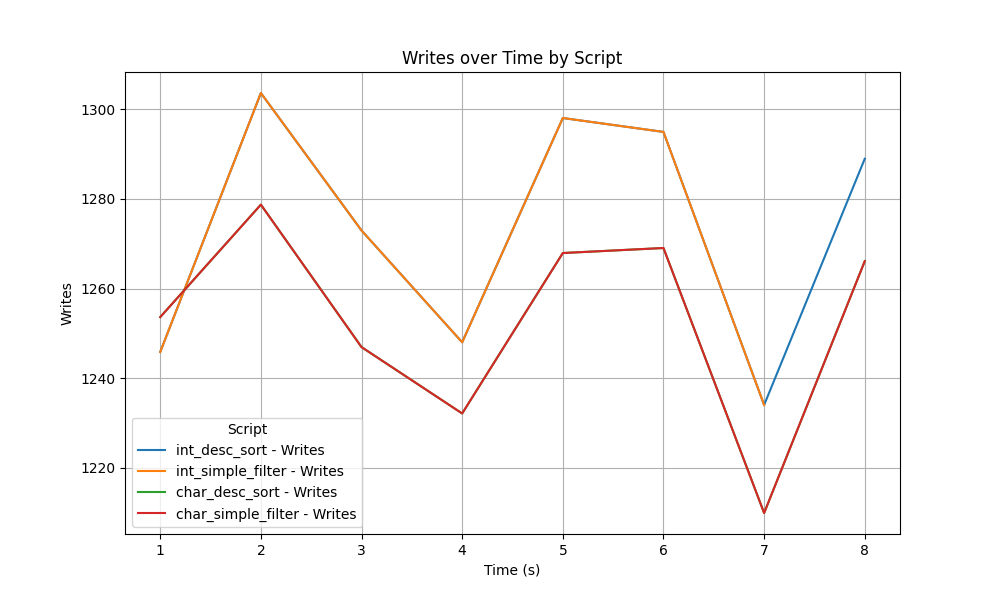 Writes over Time by Script
Writes
1300
1280
1260
1240
1220
Script
int_desc_sort - Writes
int_simple_filter - Writes
char_desc_sort - Writes
char_simple_filter - Writes
1 2 3 4 5 6 7 8
Time (s)